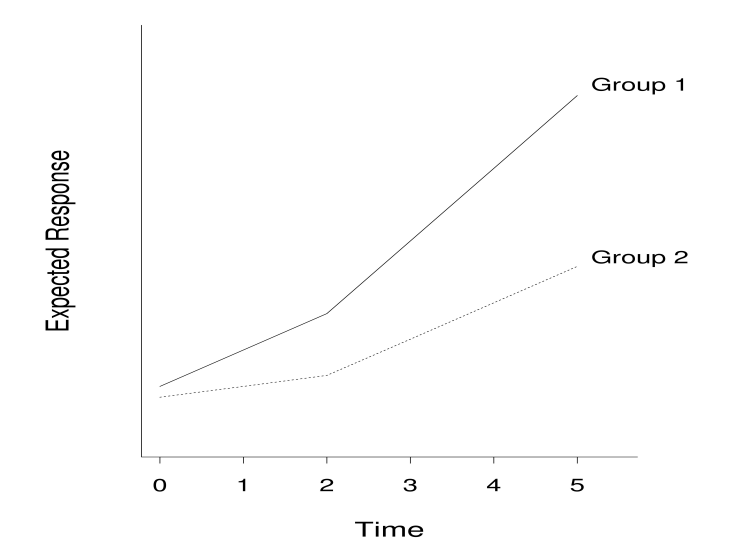 Group 1
Group 2
Expected Response
0 1 2 3 4 5
Time